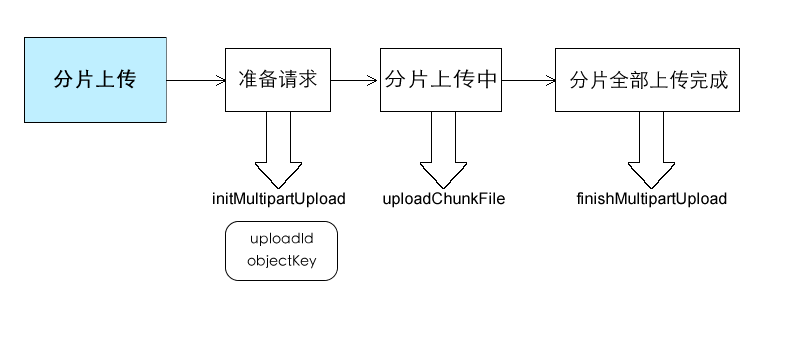 分片上传
准备请求
分片上传中
分片全部上传完成
initMultipartUpload
uploadChunkFile
finishMultipartUpload
uploadId
objectKey